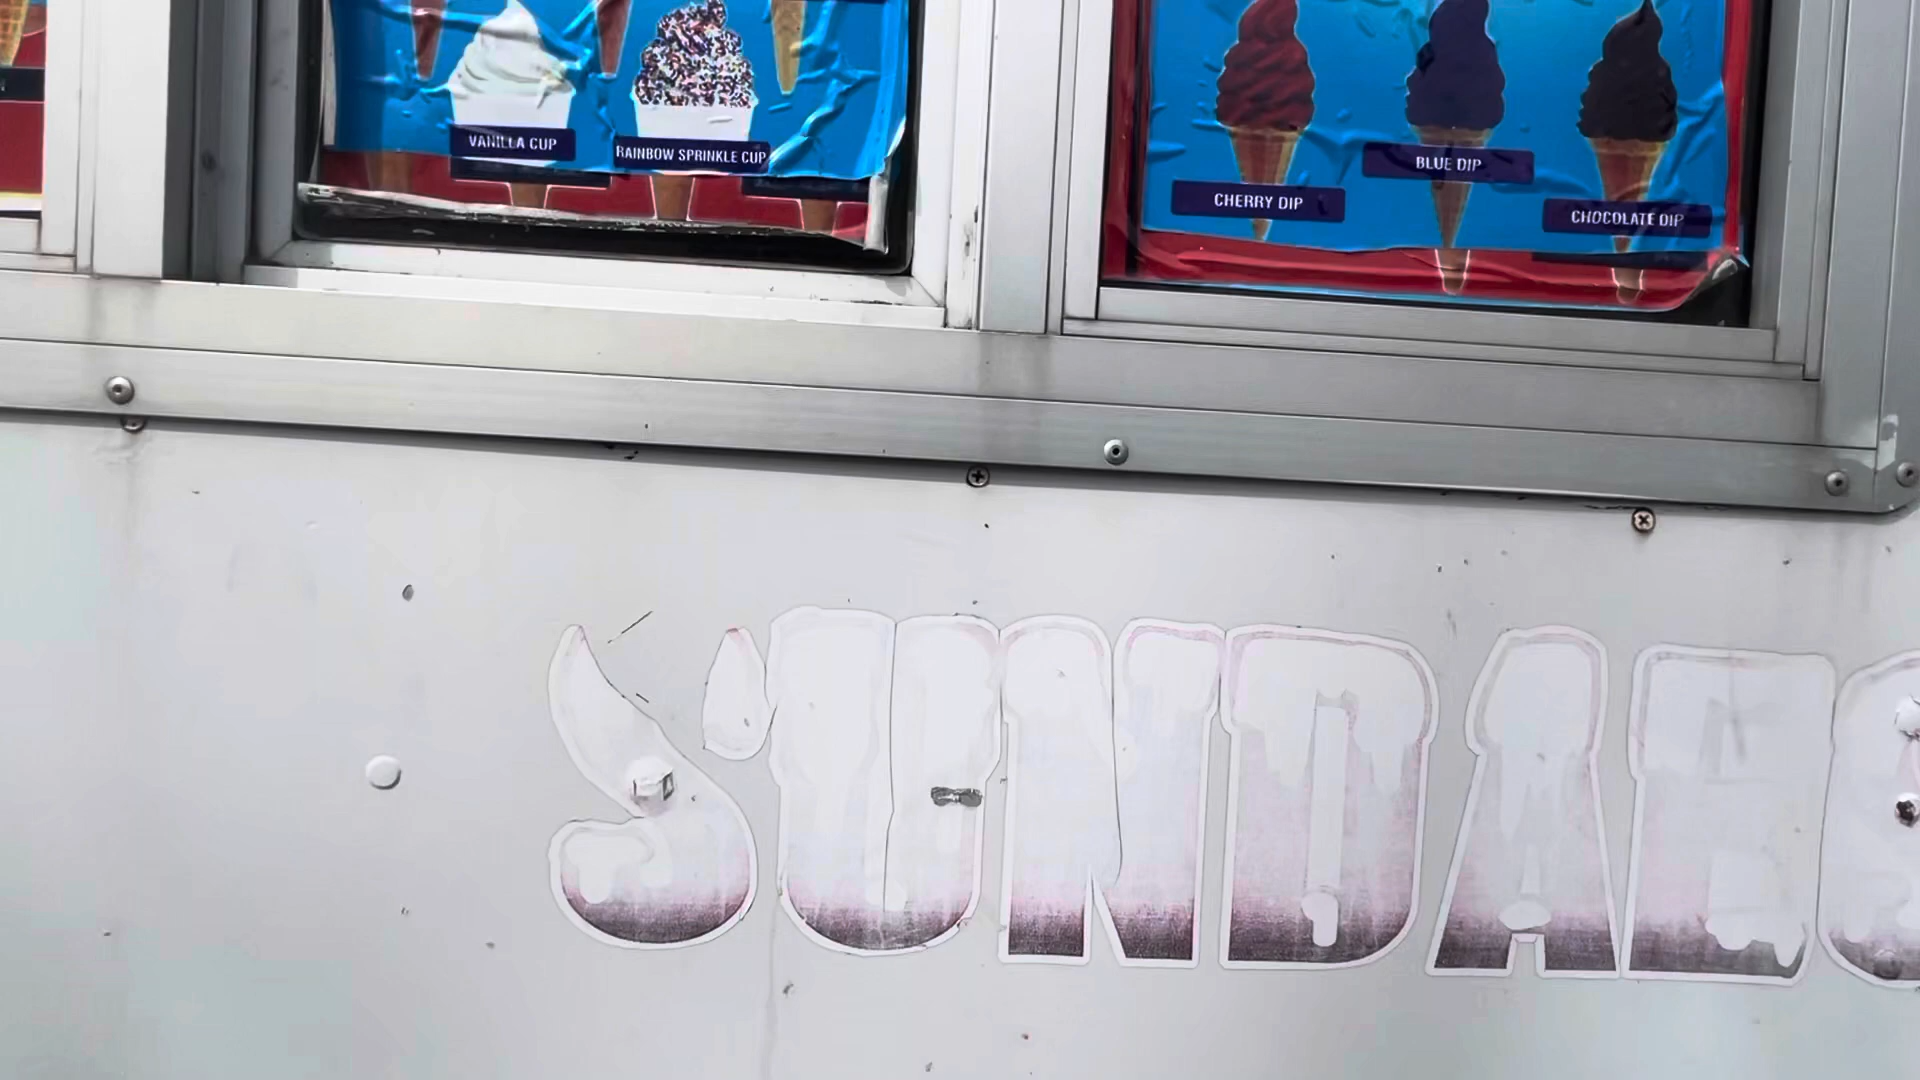 VANILLA CUP
RAINBOW SPRINKLE CUP
CHERRY DIP
BLUE DIP
CHOCOLATE DIP
SUNDAES